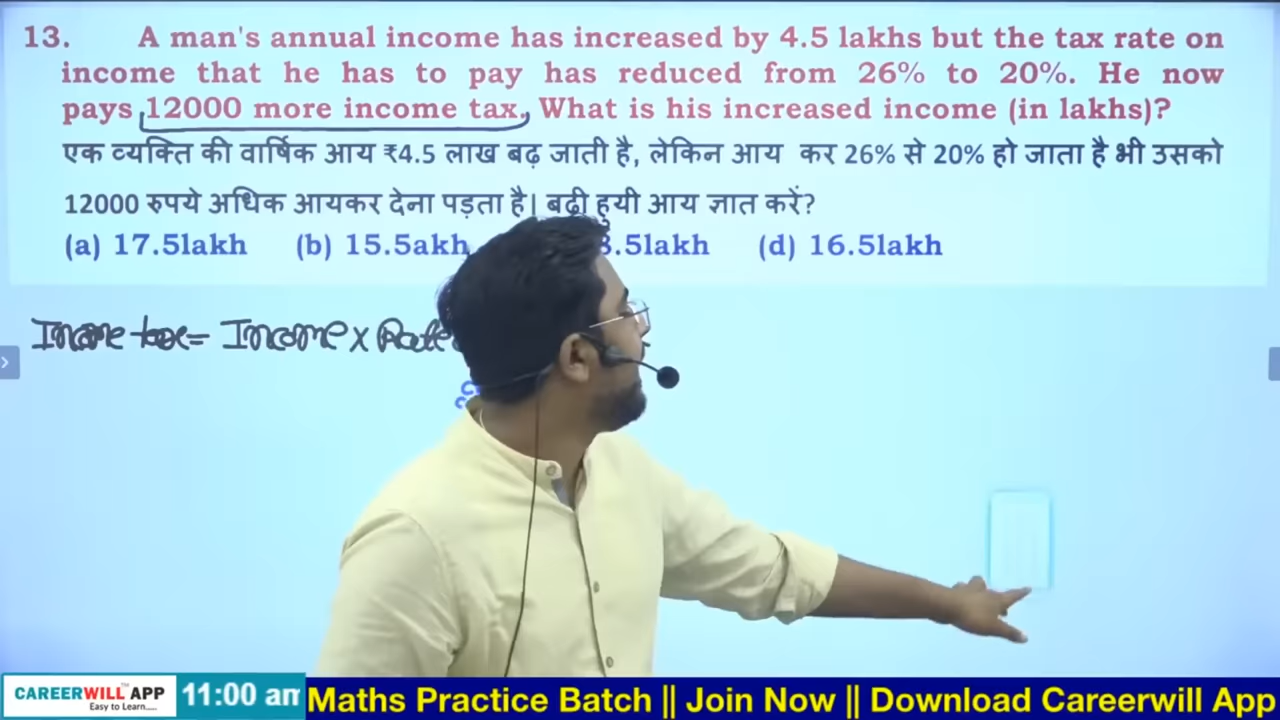 13. A man's annual income has increased by 4.5 lakhs but the tax rate on
income that he has to pay has reduced from 26% to 20%. He now
pays 12000 more income tax. What is his increased income (in lakhs)?
एक व्यक्ति की वार्षिक आय ₹4.5 लाख बढ़ जाती है, लेकिन आय कर 26% से 20% हो जाता है भी उसको
12000 रुपये अधिक आयकर देना पड़ता है। बढ़ी हुयी आय ज्ञात करें?
(a) 17.5lakh (b) 15.5akh 8.5lakh (d) 16.5lakh
Income tax = Income × Rate
CAREERWILL APP
Easy to Learn.....
11:00 am
Maths Practice Batch || Join Now || Download Careerwill App